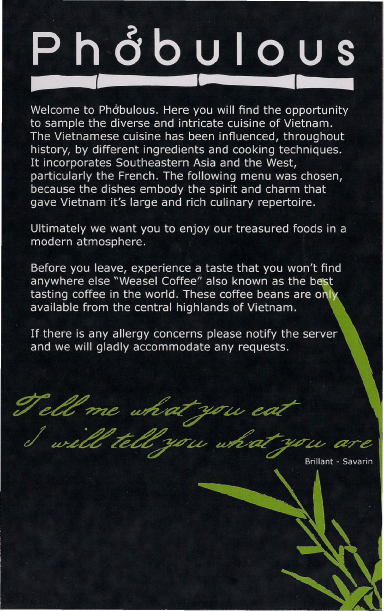 Phởbulous
Welcome to Phởbulous. Here you will find the opportunity
to sample the diverse and intricate cuisine of Vietnam.
The Vietnamese cuisine has been influenced, throughout
history, by different ingredients and cooking techniques.
It incorporates Southeastern Asia and the West,
particularly the French. The following menu was chosen,
because the dishes embody the spirit and charm that
gave Vietnam it's large and rich culinary repertoire.
Ultimately we want you to enjoy our treasured foods in a
modern atmosphere.
Before you leave, experience a taste that you won't find
anywhere else "Weasel Coffee" also known as the best
tasting coffee in the world. These coffee beans are only
available from the central highlands of Vietnam.
If there is any allergy concerns please notify the server
and we will gladly accommodate any requests.
Tell me what you eat
I will tell you what you are
Brillant - Savarin